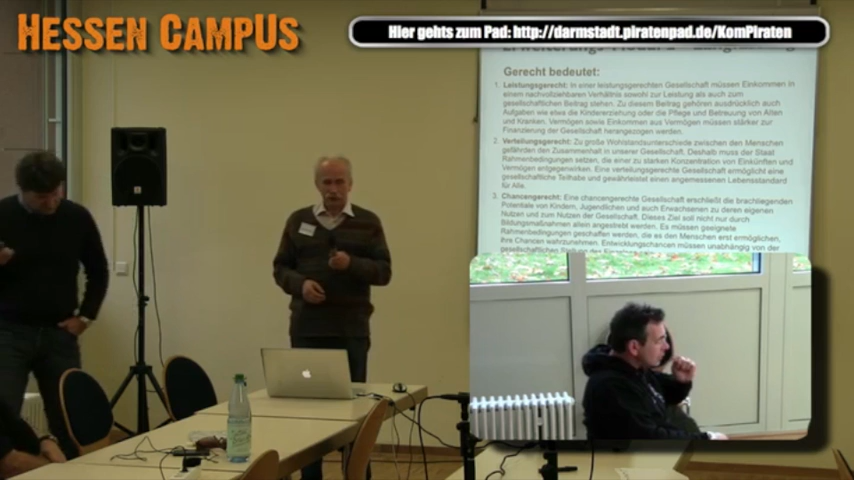 HESSEN CAMPUS
Hier gehts zum Pad: http://darmstadt.piratenpad.de/KomPiraten
Gerecht bedeutet:
1. Leistungsgerecht: In einer leistungsgerechten Gesellschaft müssen Einkommen in
einem nachvollziehbaren Verhältnis sowohl zur Leistung als auch zum
gesellschaftlichen Beitrag stehen. Zu diesem Beitrag gehören ausdrücklich auch
Aufgaben wie etwa die Kindererziehung oder die Pflege und Betreuung von Alten
und Kranken. Vermögen sowie Einkommen aus Vermögen müssen stärker zur
Finanzierung der Gesellschaft herangezogen werden.
2. Verteilungsgerecht: Zu große Wohlstandsunterschiede zwischen den Menschen
gefährden den Zusammenhalt in unserer Gesellschaft. Deshalb muss der Staat
Rahmenbedingungen setzen, die einer zu starken Konzentration von Einkünften und
Vermögen entgegenwirken. Eine verteilungsgerechte Gesellschaft ermöglicht eine
gesellschaftliche Teilhabe und gewährleistet einen angemessenen Lebensstandard
für Alle.
3. Chancengerecht: Eine chancengerechte Gesellschaft erschließt die brachliegenden
Potentiale von Kindern, Jugendlichen und auch Erwachsenen zu deren eigenen
Nutzen und zum Nutzen der Gesellschaft. Dieses Ziel soll nicht nur durch
Bildungsmaßnahmen allein angestrebt werden. Es müssen geeignete
Rahmenbedingungen geschaffen werden, die es den Menschen erst ermöglichen,
ihre Chancen wahrzunehmen. Entwicklungschancen müssen unabhängig von der